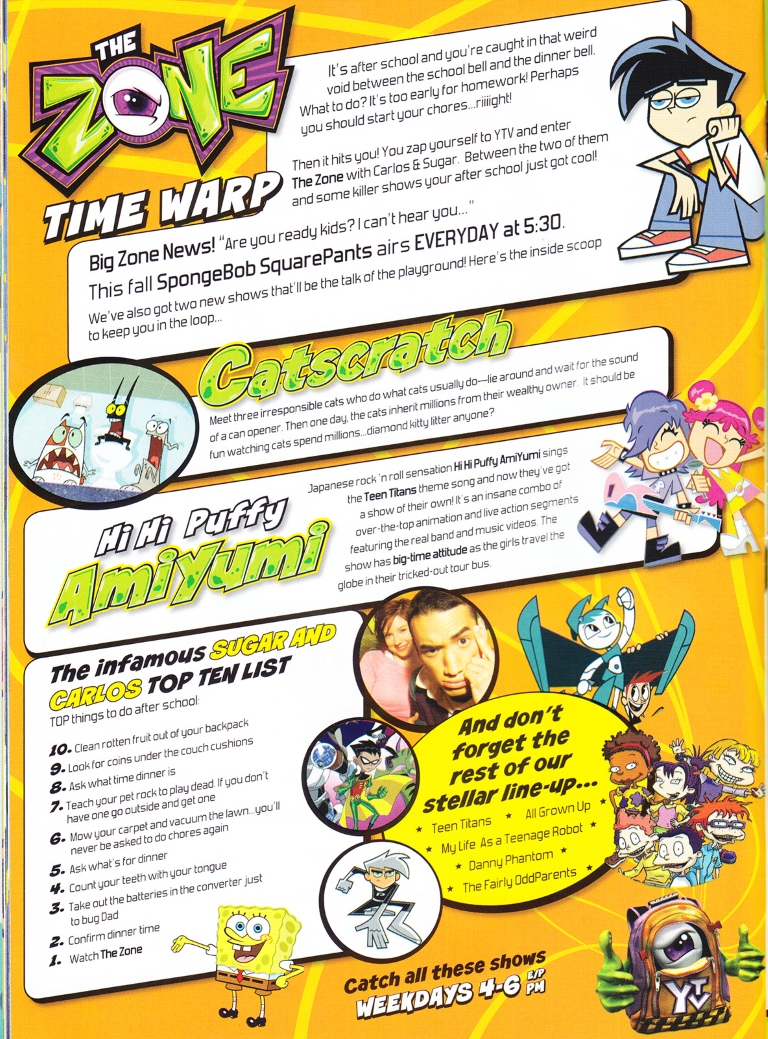 THE
ZONE
TIME WARP
It's after school and you're caught in that weird
void between the school bell and the dinner bell.
What to do? It's too early for homework! Perhaps
you should start your chores...riiiight!
Then it hits you! You zap yourself to YTV and enter
The Zone with Carlos & Sugar. Between the two of them
and some killer shows your after school just got cool!
Big Zone News! "Are you ready kids? I can't hear you..."
This fall SpongeBob SquarePants airs EVERYDAY at 5:30.
We've also got two new shows that'll be the talk of the playground! Here's the inside scoop
to keep you in the loop...
Catscratch
Meet three irresponsible cats who do what cats usually do—lie around and wait for the sound
of a can opener. Then one day, the cats inherit millions from their wealthy owner. It should be
fun watching cats spend millions...diamond kitty litter anyone?
Hi Hi Puffy
AmiYumi
Japanese rock 'n roll sensation Hi Hi Puffy AmiYumi sings
the Teen Titans theme song and now they've got
a show of their own! It's an insane combo of
over-the-top animation and live action segments
featuring the real band and music videos. The
show has big-time attitude as the girls travel the
globe in their tricked-out tour bus.
The infamous SUGAR AND
CARLOS TOP TEN LIST
TOP things to do after school:
10. Clean rotten fruit out of your backpack
9. Look for coins under the couch cushions
8. Ask what time dinner is
7. Teach your pet rock to play dead. If you don't
have one go outside and get one
6. Mow your carpet and vacuum the lawn...you'll
never be asked to do chores again
5. Ask what's for dinner
4. Count your teeth with your tongue
3. Take out the batteries in the converter just
to bug Dad
2. Confirm dinner time
1. Watch The Zone
And don't
forget the
rest of our
stellar line-up...
★ Teen Titans ★ All Grown Up ★
★ My Life As a Teenage Robot ★
★ Danny Phantom ★
★ The Fairly OddParents ★
Catch all these shows
WEEKDAYS 4-6 E/P PM
YTV